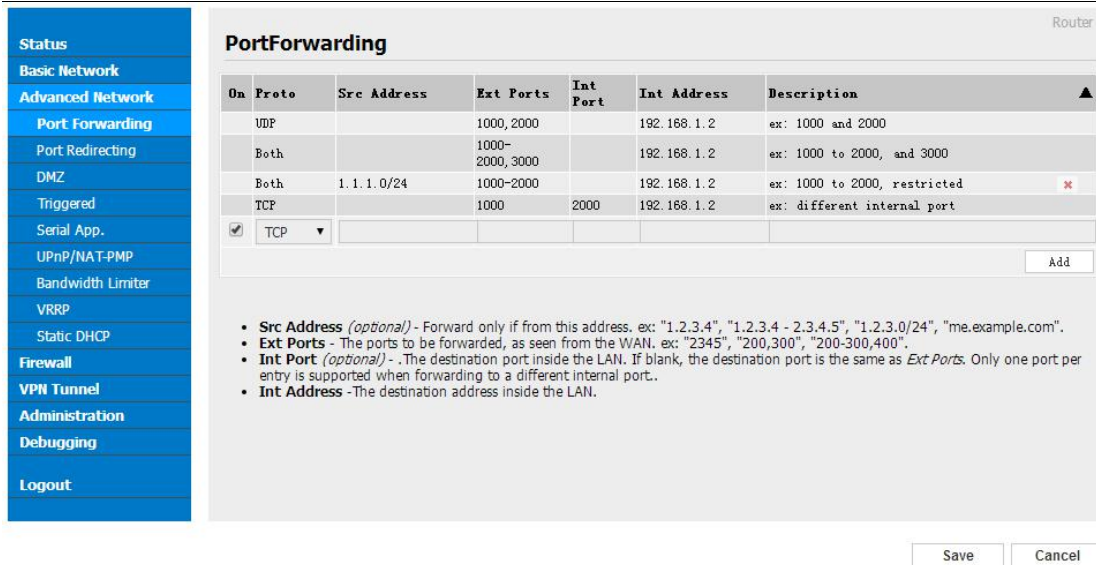 Router
Status
Basic Network
Advanced Network
Port Forwarding
Port Redirecting
DMZ
Triggered
Serial App.
UPnP/NAT-PMP
Bandwidth Limiter
VRRP
Static DHCP
Firewall
VPN Tunnel
Administration
Debugging
Logout
PortForwarding
On Proto Src Address Ext Ports Int Port Int Address Description ▲
UDP 1000,2000 192.168.1.2 ex: 1000 and 2000
Both 1000-2000,3000 192.168.1.2 ex: 1000 to 2000, and 3000
Both 1.1.1.0/24 1000-2000 192.168.1.2 ex: 1000 to 2000, restricted
TCP 1000 2000 192.168.1.2 ex: different internal port
TCP
Add
• Src Address (optional) - Forward only if from this address. ex: "1.2.3.4", "1.2.3.4 - 2.3.4.5", "1.2.3.0/24", "me.example.com".
• Ext Ports - The ports to be forwarded, as seen from the WAN. ex: "2345", "200,300", "200-300,400".
• Int Port (optional) - .The destination port inside the LAN. If blank, the destination port is the same as Ext Ports. Only one port per
entry is supported when forwarding to a different internal port..
• Int Address -The destination address inside the LAN.
Save Cancel